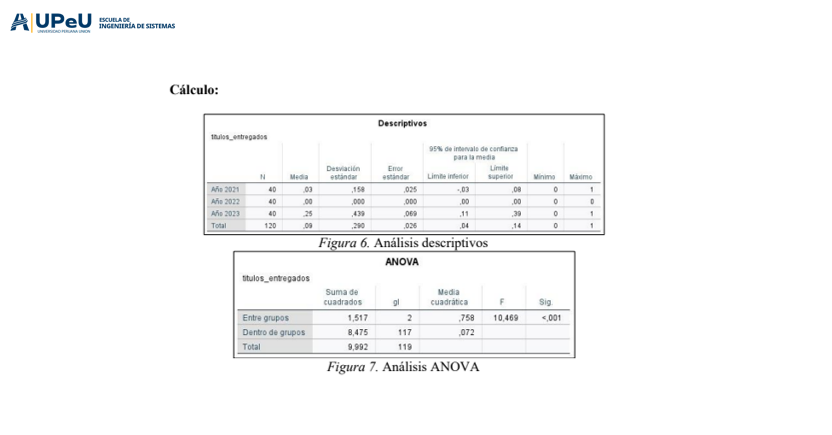 UPeU ESCUELA DE
INGENIERÍA DE SISTEMAS
UNIVERSIDAD PERUANA UNIÓN
Cálculo:
Descriptivos
titulos_entregados
95% de intervalo de confianza
para la media
N Media Desviación estándar Error estándar Límite inferior Límite superior Mínimo Máximo
Año 2021 40 ,03 ,158 ,025 -,03 ,08 0 1
Año 2022 40 ,00 ,000 ,000 ,00 ,00 0 0
Año 2023 40 ,25 ,439 ,069 ,11 ,39 0 1
Total 120 ,09 ,290 ,026 ,04 ,14 0 1
Figura 6. Análisis descriptivos
ANOVA
titulos_entregados
Suma de cuadrados gl Media cuadrática F Sig.
Entre grupos 1,517 2 ,758 10,469 <,001
Dentro de grupos 8,475 117 ,072
Total 9,992 119
Figura 7. Análisis ANOVA